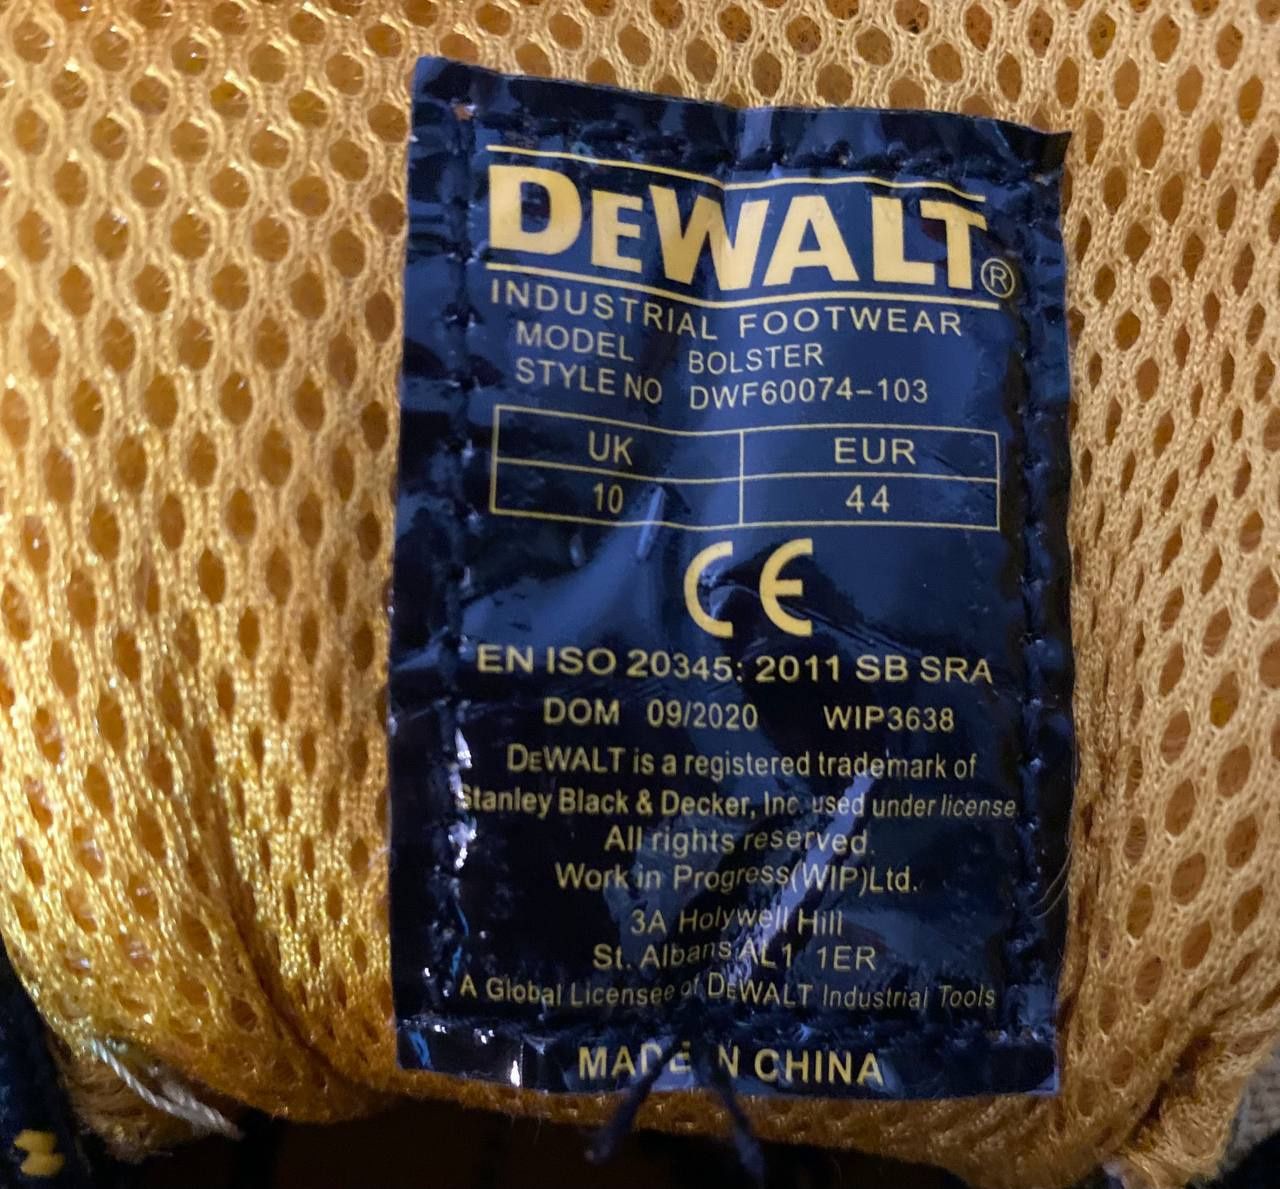 DEWALT®
INDUSTRIAL FOOTWEAR
MODEL BOLSTER
STYLE NO DWF60074-103
UK EUR
10 44
CE
EN ISO 20345: 2011 SB SRA
DOM 09/2020 WIP3638
DEWALT is a registered trademark of
Stanley Black & Decker, Inc. used under license.
All rights reserved.
Work in Progress(WIP)Ltd.
3A Holywell Hill
St. Albans AL1 1ER
A Global Licensee of DEWALT Industrial Tools
MADE IN CHINA